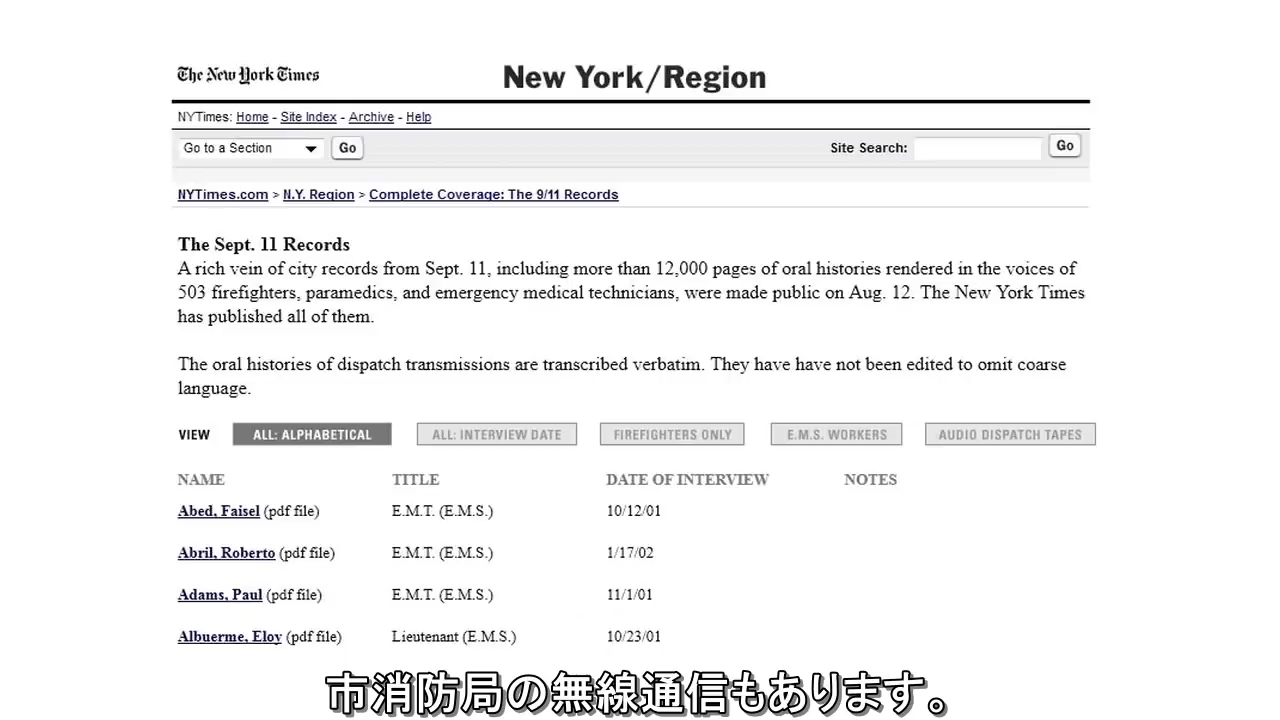 The New York Times
New York/Region
NYTimes: Home - Site Index - Archive - Help
Go to a Section Go Site Search: Go
NYTimes.com > N.Y. Region > Complete Coverage: The 9/11 Records
The Sept. 11 Records
A rich vein of city records from Sept. 11, including more than 12,000 pages of oral histories rendered in the voices of
503 firefighters, paramedics, and emergency medical technicians, were made public on Aug. 12. The New York Times
has published all of them.
The oral histories of dispatch transmissions are transcribed verbatim. They have have not been edited to omit coarse
language.
VIEW ALL: ALPHABETICAL ALL: INTERVIEW DATE FIREFIGHTERS ONLY E.M.S. WORKERS AUDIO DISPATCH TAPES
NAME TITLE DATE OF INTERVIEW NOTES
Abed, Faisel (pdf file) E.M.T. (E.M.S.) 10/12/01
Abril, Roberto (pdf file) E.M.T. (E.M.S.) 1/17/02
Adams, Paul (pdf file) E.M.T. (E.M.S.) 11/1/01
Albuerme, Eloy (pdf file) Lieutenant (E.M.S.) 10/23/01
市消防局の無線通信もあります。